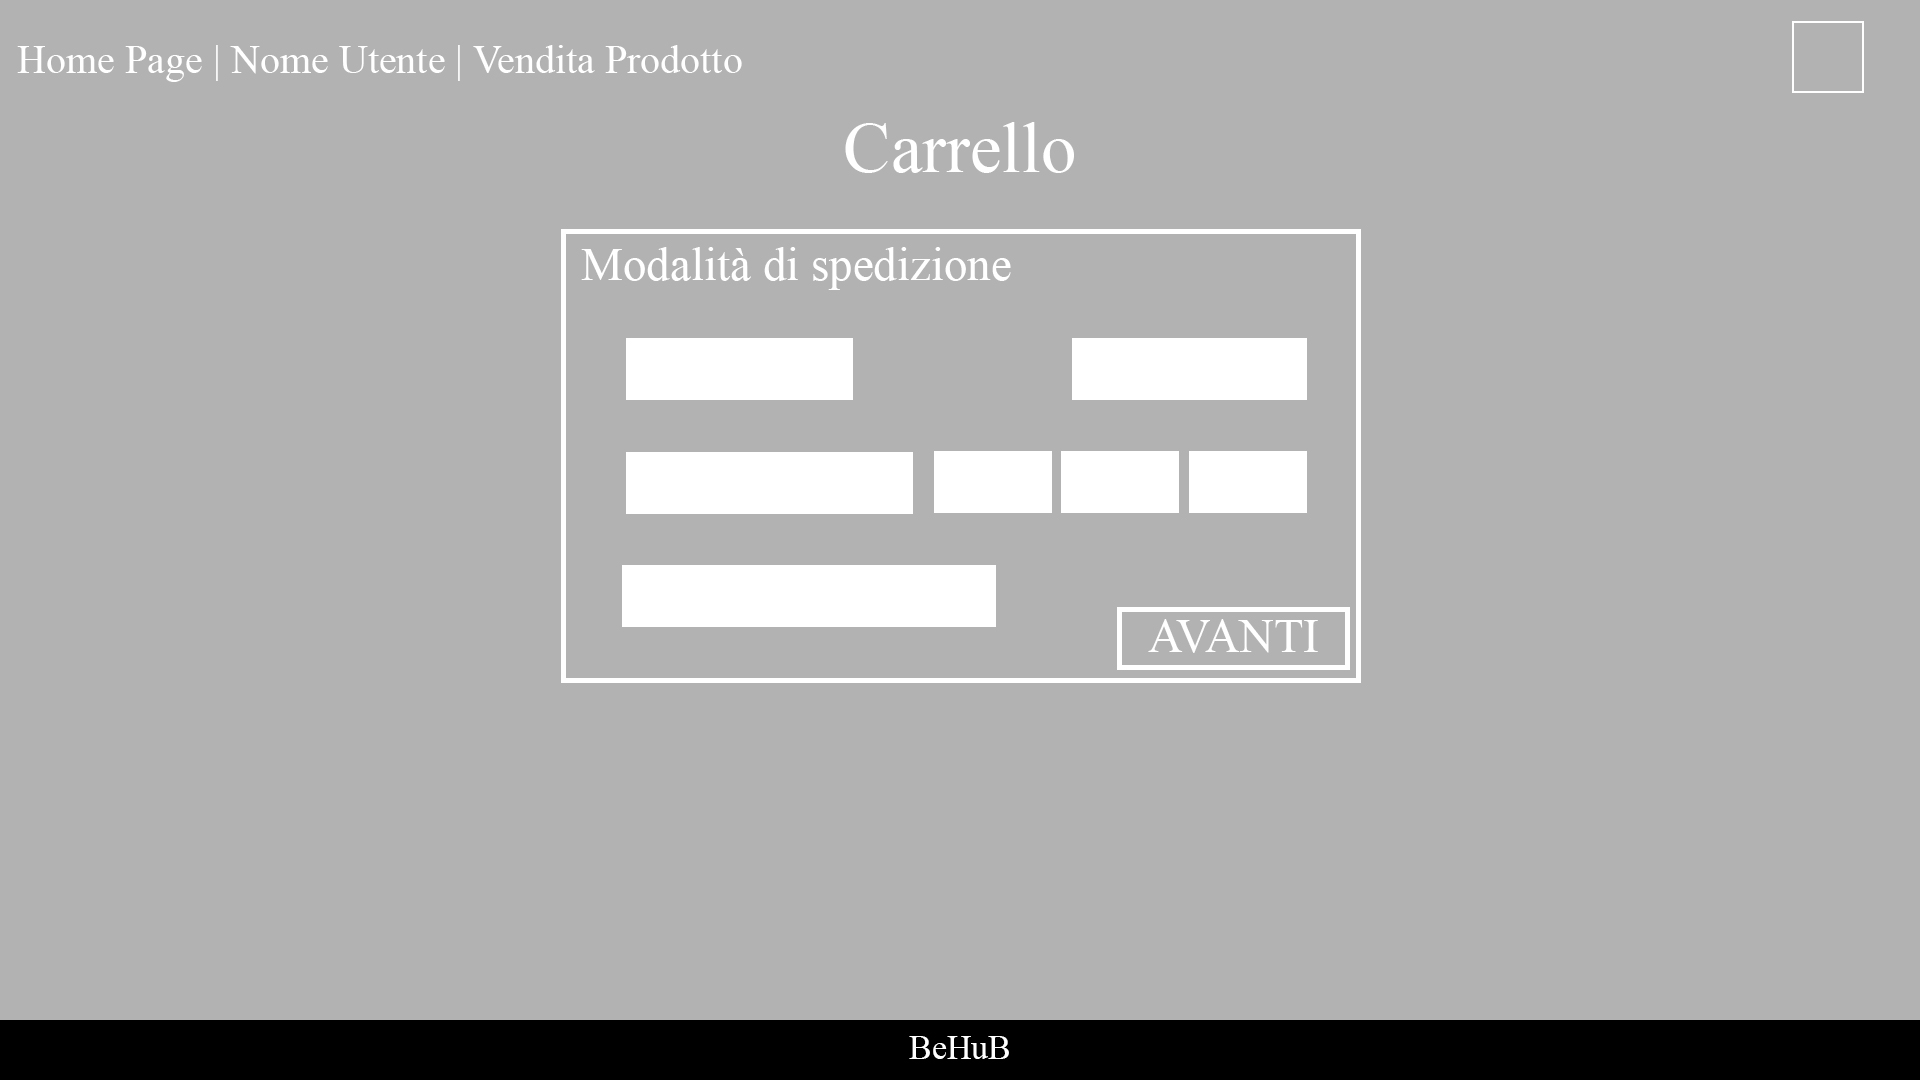 Home Page | Nome Utente | Vendita Prodotto
Carrello
Modalità di spedizione
AVANTI
BeHuB